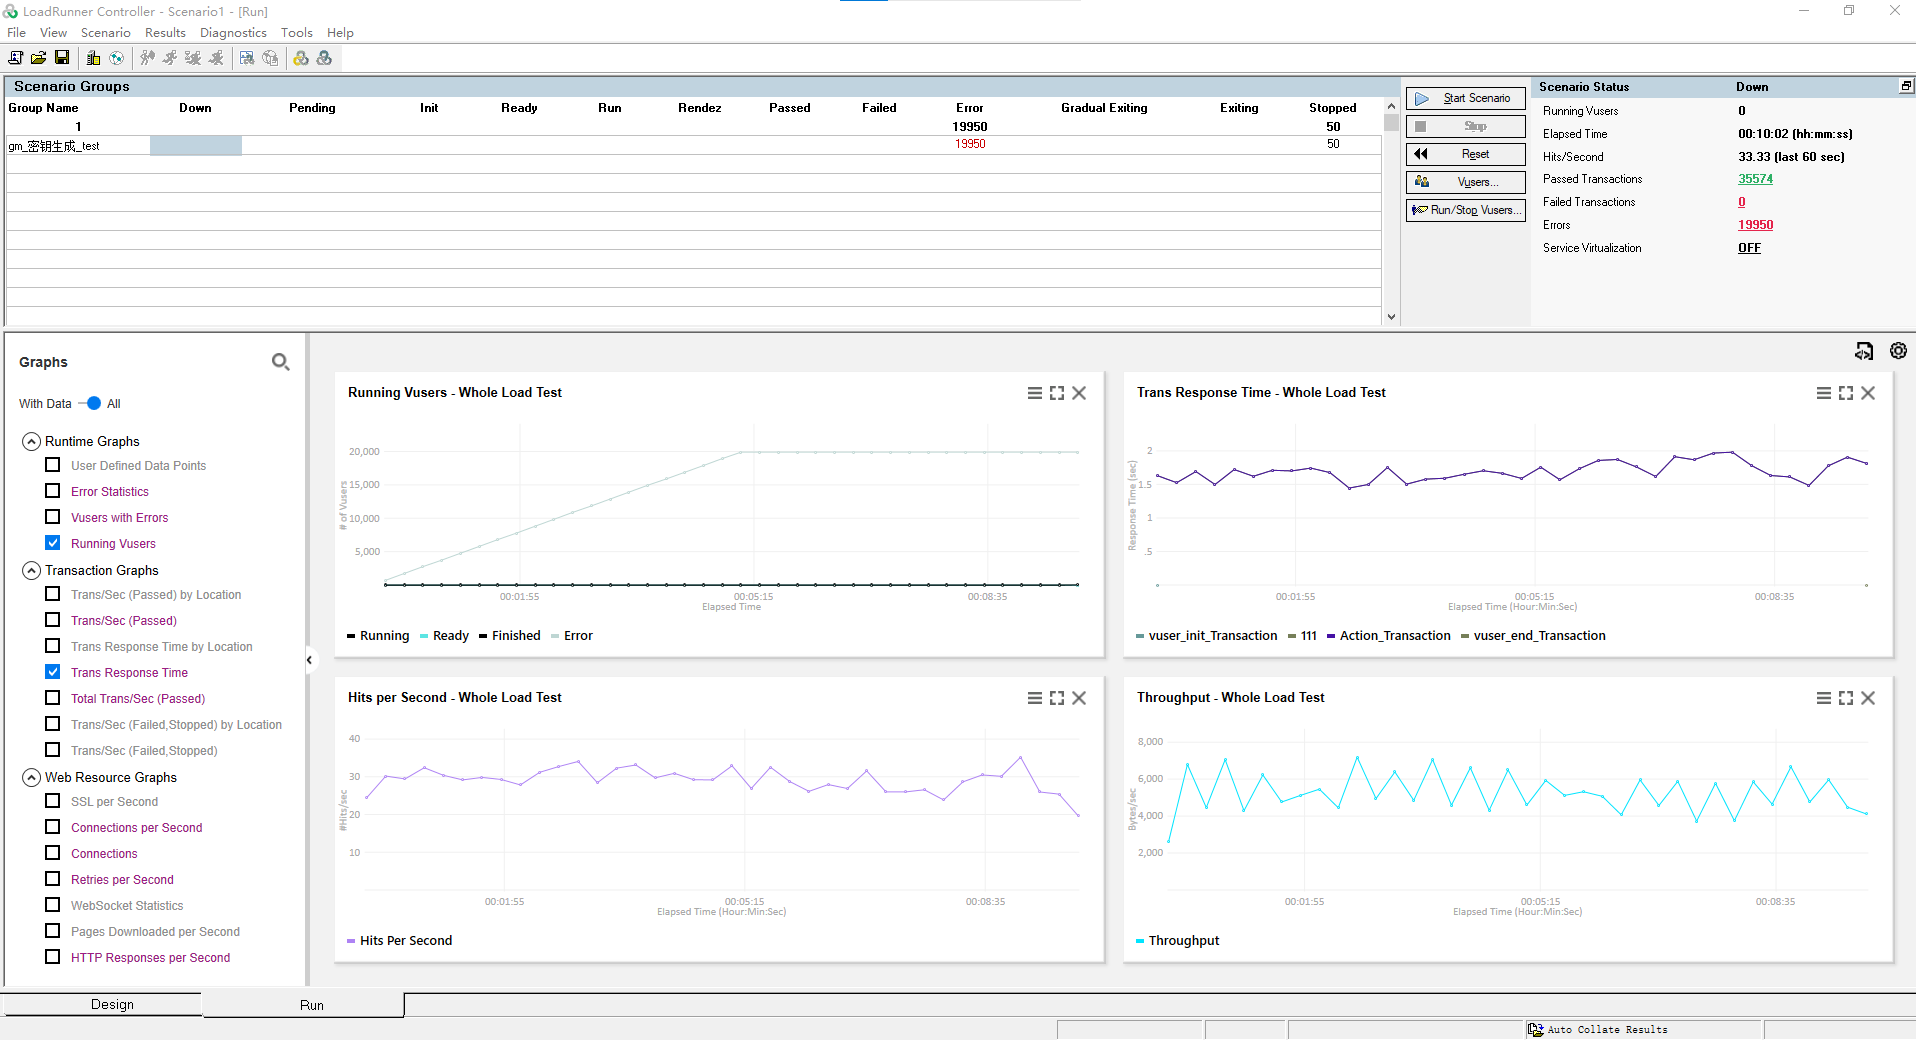 LoadRunner Controller - Scenario1 - [Run]
File View Scenario Results Diagnostics Tools Help
Scenario Groups
Group Name Down Pending Init Ready Run Rendez Passed Failed Error Gradual Exiting Exiting Stopped
1 19950 50
gm_密钥生成_test 19950 50
Start Scenario
Stop
Reset
Vusers...
Run/Stop Vusers...
Scenario Status Down
Running Vusers 0
Elapsed Time 00:10:02 (hh:mm:ss)
Hits/Second 33.33 (last 60 sec)
Passed Transactions 35574
Failed Transactions 0
Errors 19950
Service Virtualization OFF
Graphs
With Data All
Runtime Graphs
User Defined Data Points
Error Statistics
Vusers with Errors
Running Vusers
Transaction Graphs
Trans/Sec (Passed) by Location
Trans/Sec (Passed)
Trans Response Time by Location
Trans Response Time
Total Trans/Sec (Passed)
Trans/Sec (Failed,Stopped) by Location
Trans/Sec (Failed,Stopped)
Web Resource Graphs
SSL per Second
Connections per Second
Connections
Retries per Second
WebSocket Statistics
Pages Downloaded per Second
HTTP Responses per Second
Running Vusers - Whole Load Test
# of Vusers
20,000
15,000
10,000
5,000
00:01:55 00:05:15 00:08:35
Elapsed Time
Running Ready Finished Error
Trans Response Time - Whole Load Test
Response Time (sec)
2
1.5
1
.5
00:01:55 00:05:15 00:08:35
Elapsed Time (Hour:Min:Sec)
vuser_init_Transaction 111 Action_Transaction vuser_end_Transaction
Hits per Second - Whole Load Test
#Hits/sec
40
30
20
10
00:01:55 00:05:15 00:08:35
Elapsed Time (Hour:Min:Sec)
Hits Per Second
Throughput - Whole Load Test
Bytes/sec
8,000
6,000
4,000
2,000
00:01:55 00:05:15 00:08:35
Elapsed Time (Hour:Min:Sec)
Throughput
Design Run
Auto Collate Results